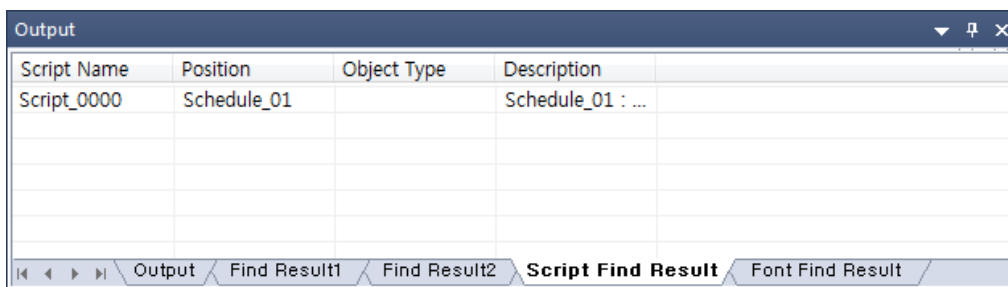 Output
Script Name Position Object Type Description
Script_0000 Schedule_01 Schedule_01 : ...
Output Find Result1 Find Result2 Script Find Result Font Find Result